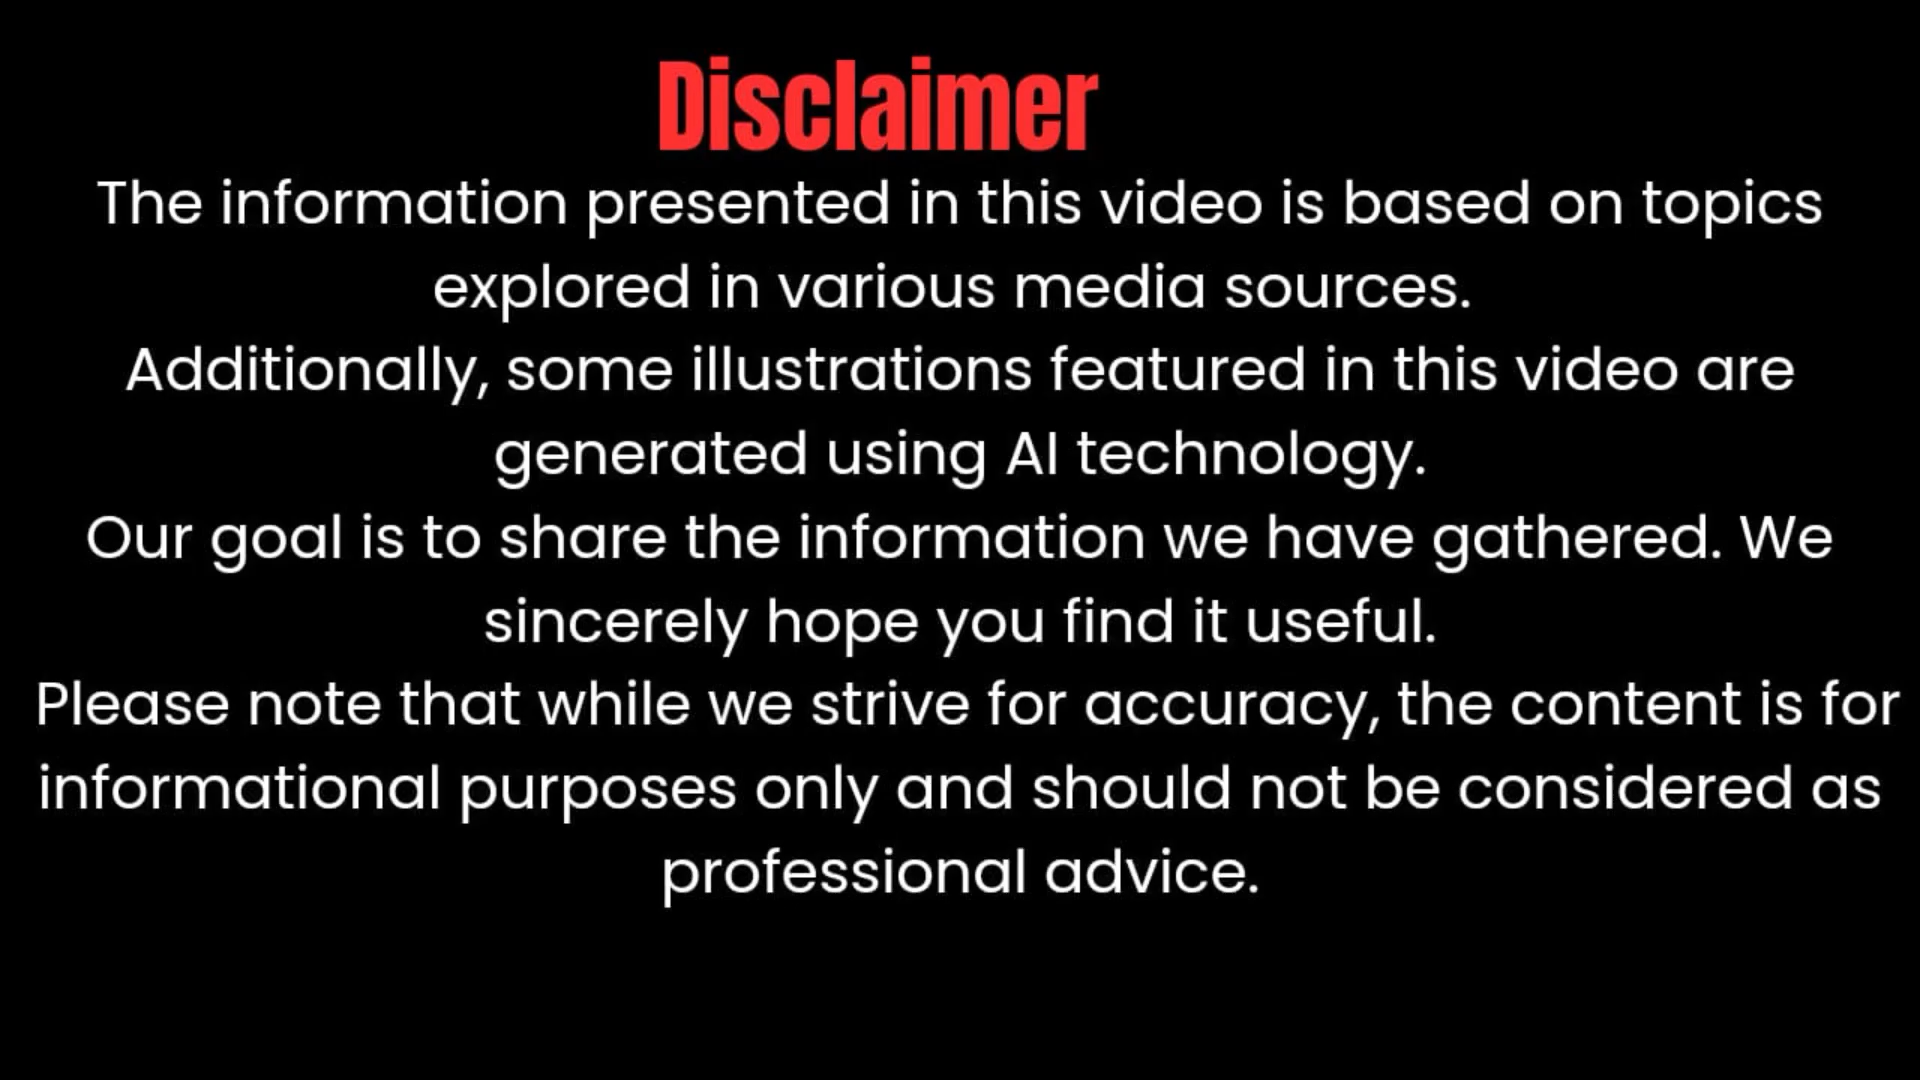 Disclaimer
The information presented in this video is based on topics
explored in various media sources.
Additionally, some illustrations featured in this video are
generated using AI technology.
Our goal is to share the information we have gathered. We
sincerely hope you find it useful.
Please note that while we strive for accuracy, the content is for
informational purposes only and should not be considered as
professional advice.